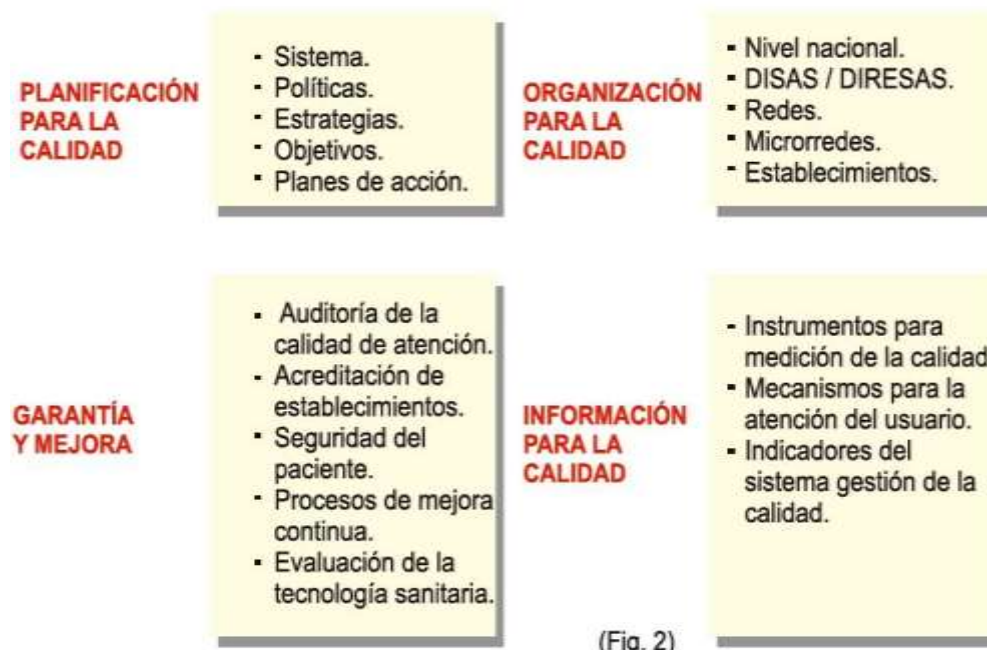 PLANIFICACIÓN
PARA LA
CALIDAD
- Sistema.
- Políticas.
- Estrategias.
- Objetivos.
- Planes de acción.
ORGANIZACIÓN
PARA LA
CALIDAD
- Nivel nacional.
- DISAS / DIRESAS.
- Redes.
- Microrredes.
- Establecimientos.
GARANTÍA
Y MEJORA
- Auditoría de la
calidad de atención.
- Acreditación de
establecimientos.
- Seguridad del
paciente.
- Procesos de mejora
continua.
- Evaluación de la
tecnología sanitaria.
INFORMACIÓN
PARA LA
CALIDAD
- Instrumentos para
medición de la calidad
- Mecanismos para la
atención del usuario.
- Indicadores del
sistema gestión de la
calidad.
(Fig. 2)